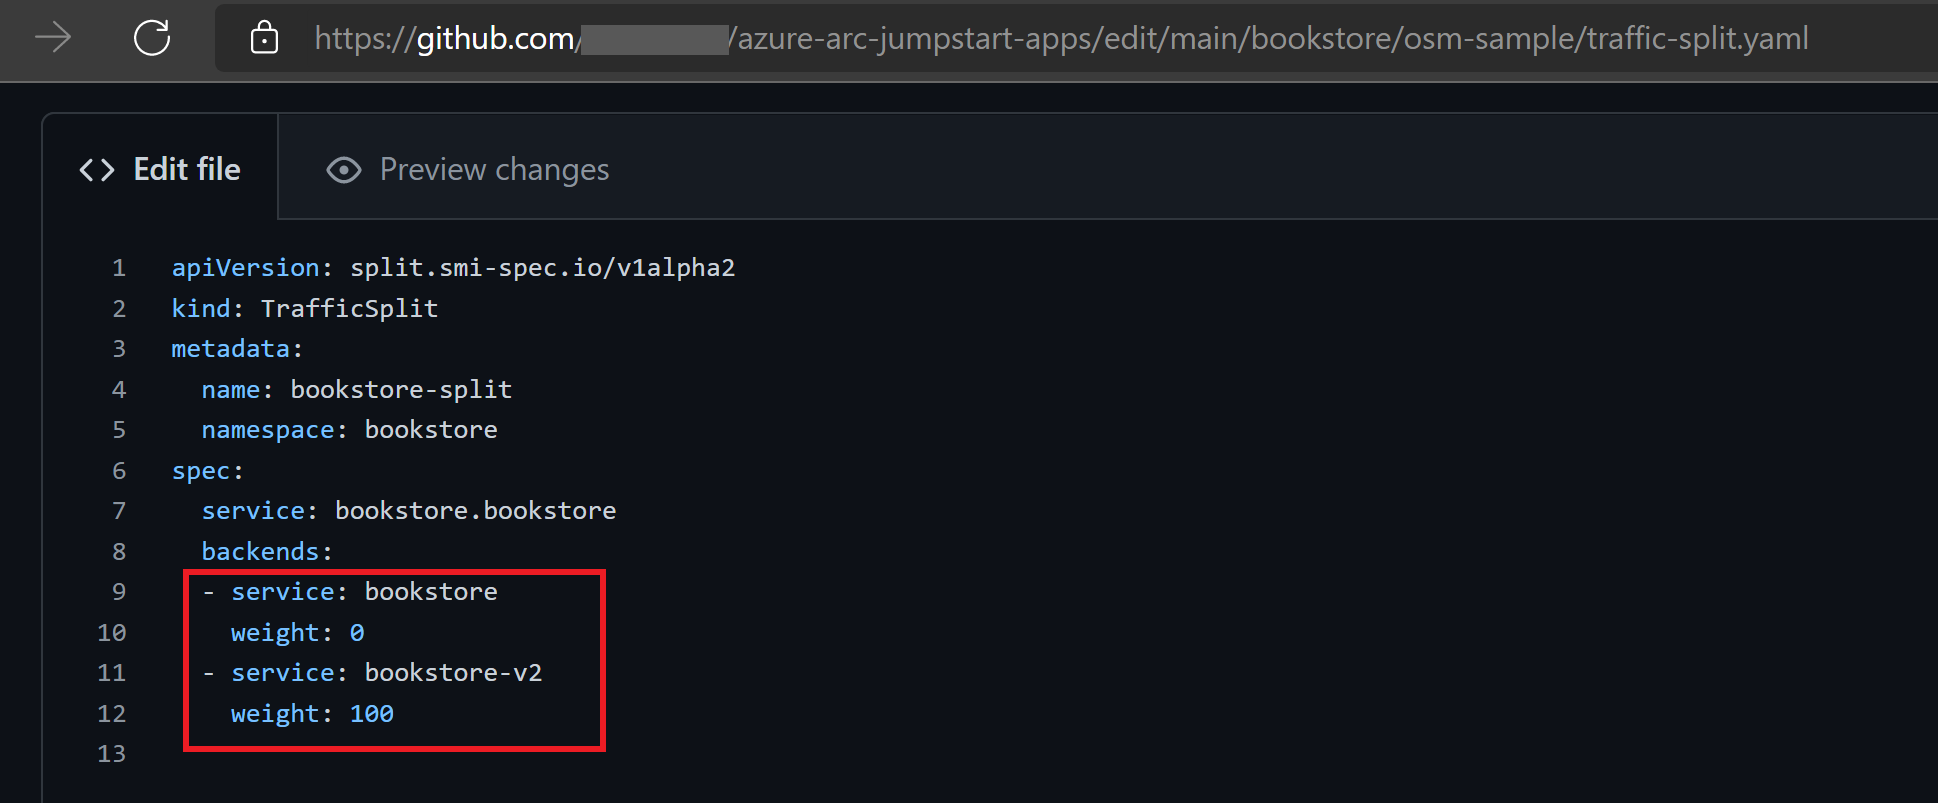 https://github.com/ /azure-arc-jumpstart-apps/edit/main/bookstore/osm-sample/traffic-split.yaml
<> Edit file
Preview changes
1 apiVersion: split.smi-spec.io/v1alpha2
2 kind: TrafficSplit
3 metadata:
4   name: bookstore-split
5   namespace: bookstore
6 spec:
7   service: bookstore.bookstore
8   backends:
9   - service: bookstore
10     weight: 0
11   - service: bookstore-v2
12     weight: 100
13